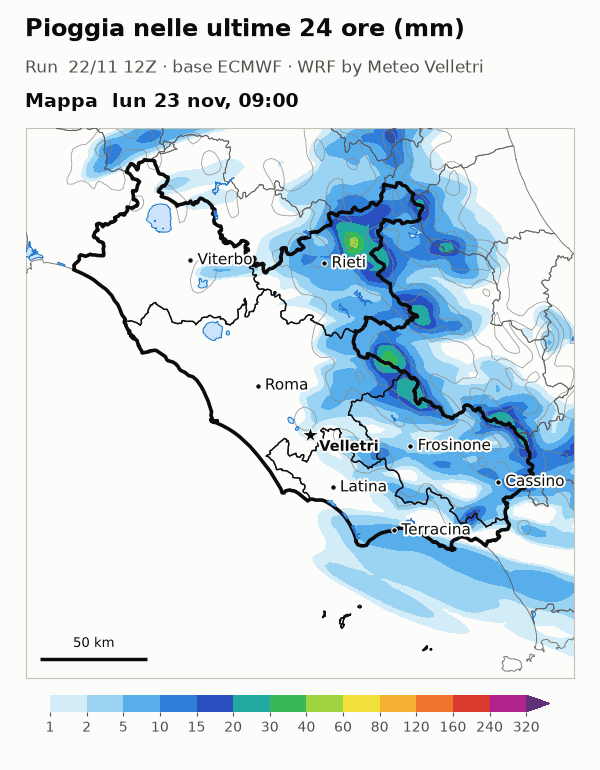 Pioggia nelle ultime 24 ore (mm)
Run 22/11 12Z · base ECMWF · WRF by Meteo Velletri
Mappa lun 23 nov, 09:00
Viterbo
Rieti
Roma
Velletri
Frosinone
Cassino
Latina
Terracina
50 km
1 2 5 10 15 20 30 40 60 80 120 160 240 320